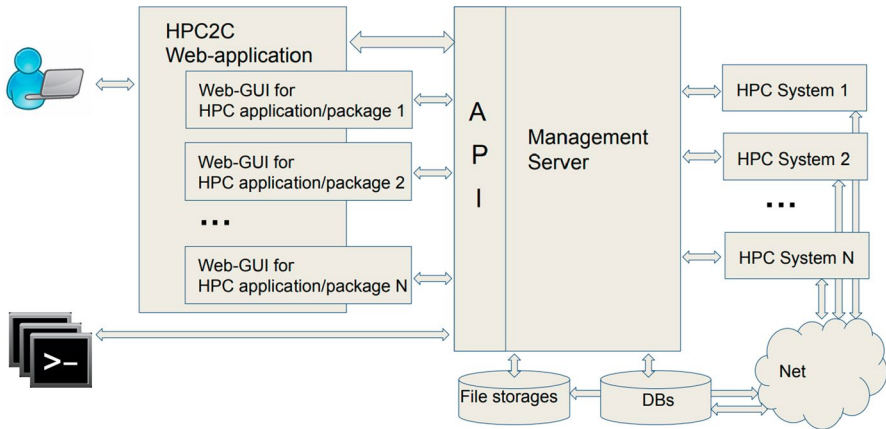 HPC2C
Web-application
Web-GUI for
HPC application/package 1
Web-GUI for
HPC application/package 2
...
Web-GUI for
HPC application/package N
>-
A
P
I
Management
Server
HPC System 1
HPC System 2
...
HPC System N
File storages
DBs
Net